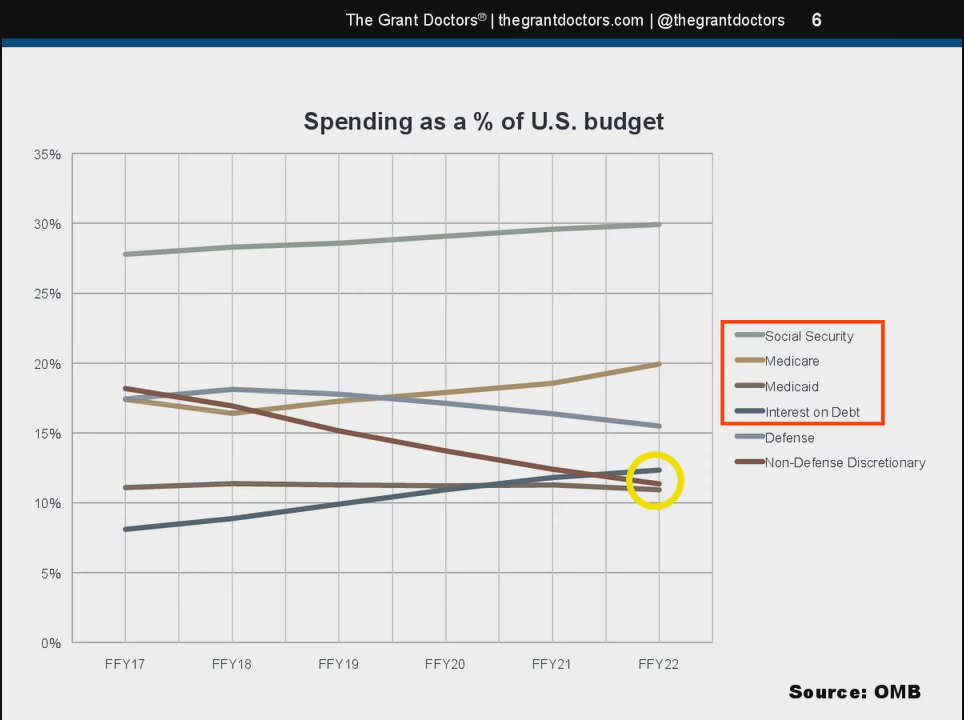 The Grant Doctors® | thegrantdoctors.com | @thegrantdoctors 6
Spending as a % of U.S. budget
35%
30%
25%
20%
15%
10%
5%
0%
FFY17 FFY18 FFY19 FFY20 FFY21 FFY22
Social Security
Medicare
Medicaid
Interest on Debt
Defense
Non-Defense Discretionary
Source: OMB